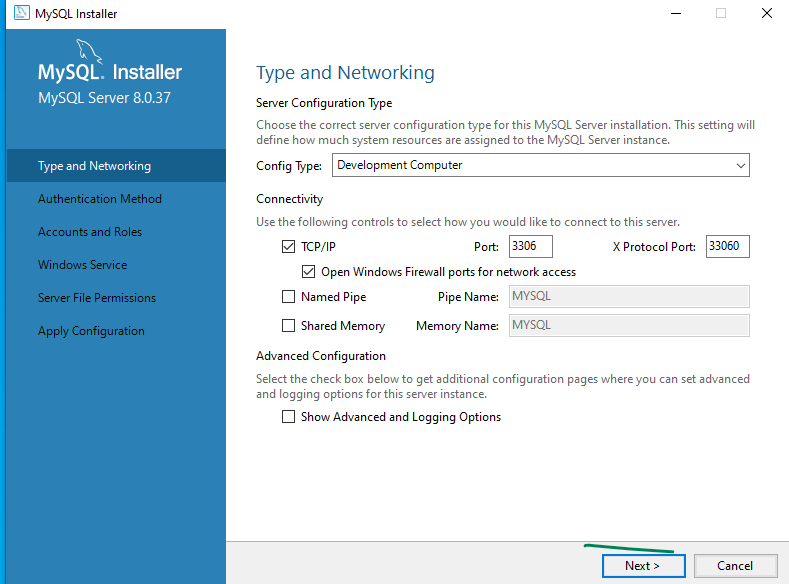 MySQL Installer
MySQL. Installer
MySQL Server 8.0.37
Type and Networking
Authentication Method
Accounts and Roles
Windows Service
Server File Permissions
Apply Configuration
Type and Networking
Server Configuration Type
Choose the correct server configuration type for this MySQL Server installation. This setting will
define how much system resources are assigned to the MySQL Server instance.
Config Type: Development Computer
Connectivity
Use the following controls to select how you would like to connect to this server.
TCP/IP Port: 3306 X Protocol Port: 33060
Open Windows Firewall ports for network access
Named Pipe Pipe Name: MYSQL
Shared Memory Memory Name: MYSQL
Advanced Configuration
Select the check box below to get additional configuration pages where you can set advanced
and logging options for this server instance.
Show Advanced and Logging Options
Next > Cancel